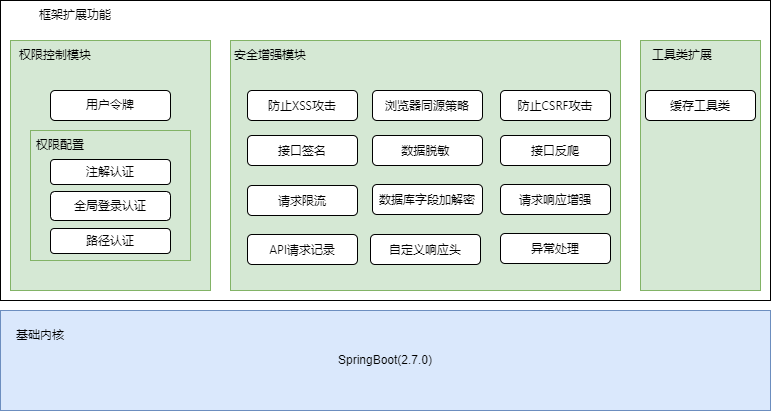 框架扩展功能
权限控制模块
用户令牌
权限配置
注解认证
全局登录认证
路径认证
安全增强模块
防止XSS攻击
浏览器同源策略
防止CSRF攻击
接口签名
数据脱敏
接口反爬
请求限流
数据库字段加解密
请求响应增强
API请求记录
自定义响应头
异常处理
工具类扩展
缓存工具类
基础内核
SpringBoot(2.7.0)